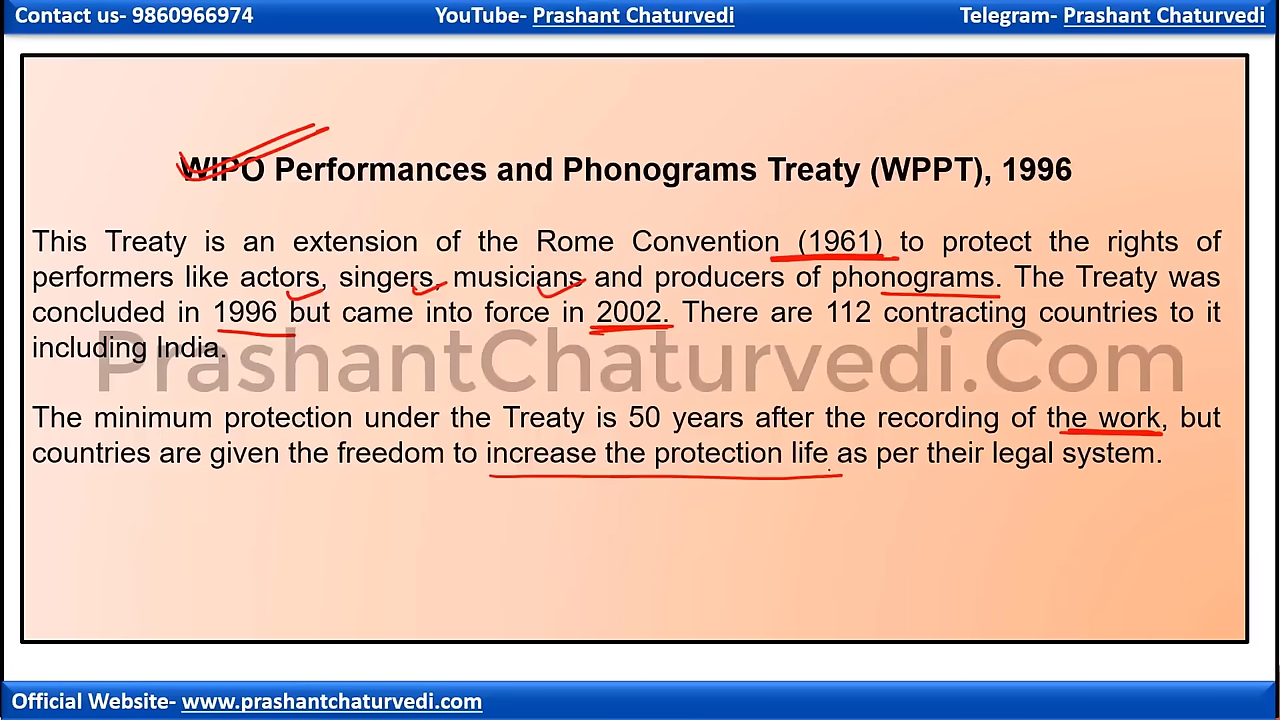 Contact us- 9860966974 YouTube- Prashant Chaturvedi Telegram- Prashant Chaturvedi
WIPO Performances and Phonograms Treaty (WPPT), 1996
This Treaty is an extension of the Rome Convention (1961) to protect the rights of
performers like actors, singers, musicians and producers of phonograms. The Treaty was
concluded in 1996 but came into force in 2002. There are 112 contracting countries to it
including India.
PrashantChaturvedi.Com
The minimum protection under the Treaty is 50 years after the recording of the work, but
countries are given the freedom to increase the protection life as per their legal system.
Official Website- www.prashantchaturvedi.com